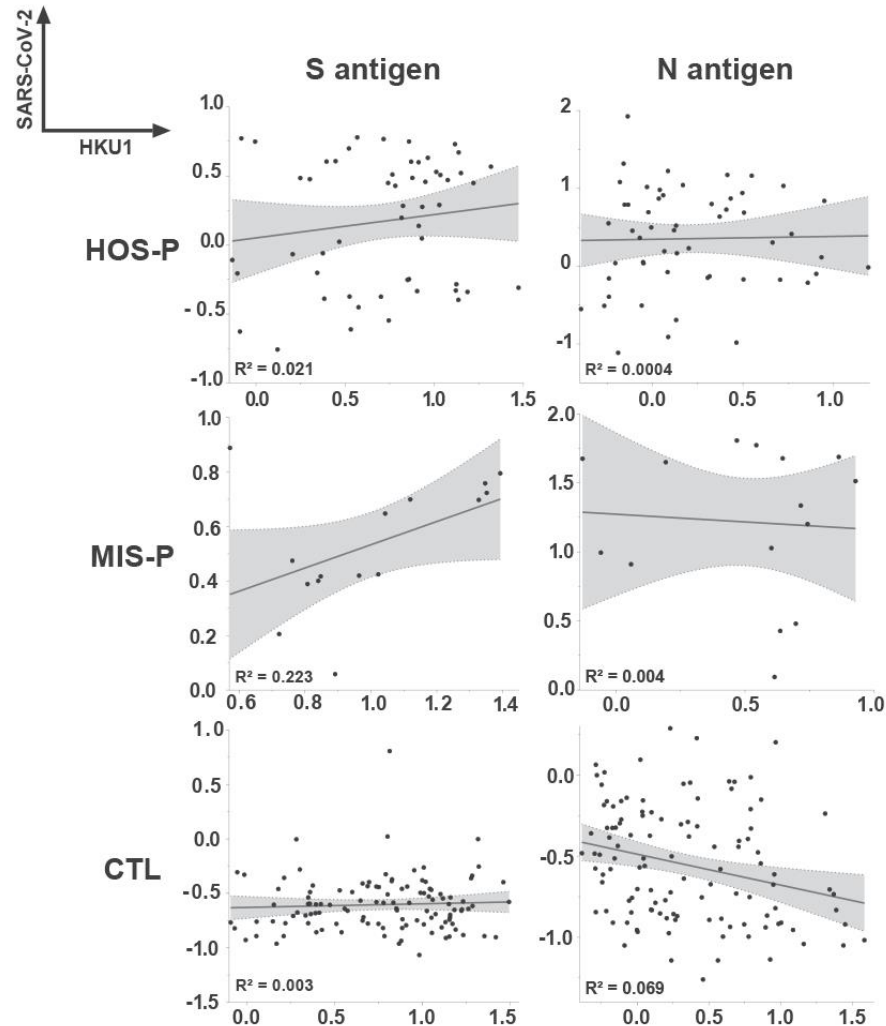 SARS-CoV-2
HKU1
S antigen
N antigen
HOS-P
1.0
0.5
0.0
- 0.5
-1.0
R² = 0.021
0.0 0.5 1.0 1.5
2
1
0
-1
R² = 0.0004
0.0 0.5 1.0
MIS-P
1.0
0.8
0.6
0.4
0.2
0.0
R² = 0.223
0.6 0.8 1.0 1.2 1.4
2.0
1.5
1.0
0.5
0.0
R² = 0.004
0.0 0.5 1.0
CTL
1.0
0.5
0.0
-0.5
-1.0
-1.5
R² = 0.003
0.0 0.5 1.0 1.5
0.0
-0.5
-1.0
R² = 0.069
0.0 0.5 1.0 1.5